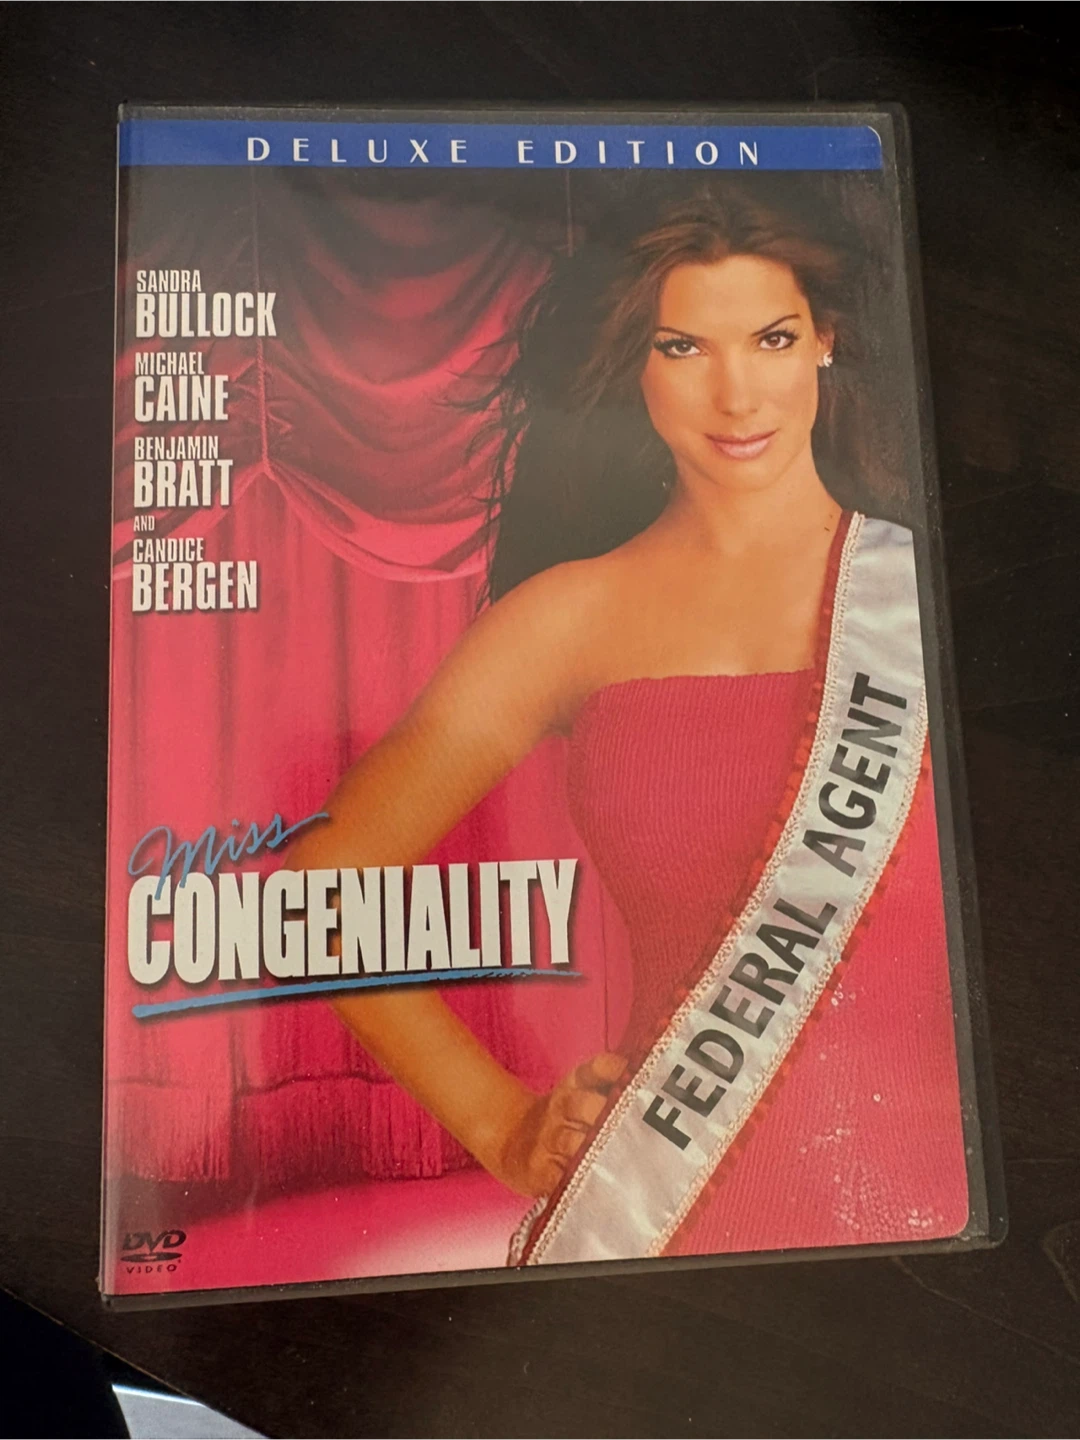 DELUXE EDITION
SANDRA
BULLOCK
MICHAEL
CAINE
BENJAMIN
BRATT
AND
CANDICE
BERGEN
FEDERAL AGENT
Miss
CONGENIALITY
DVD
VIDEO